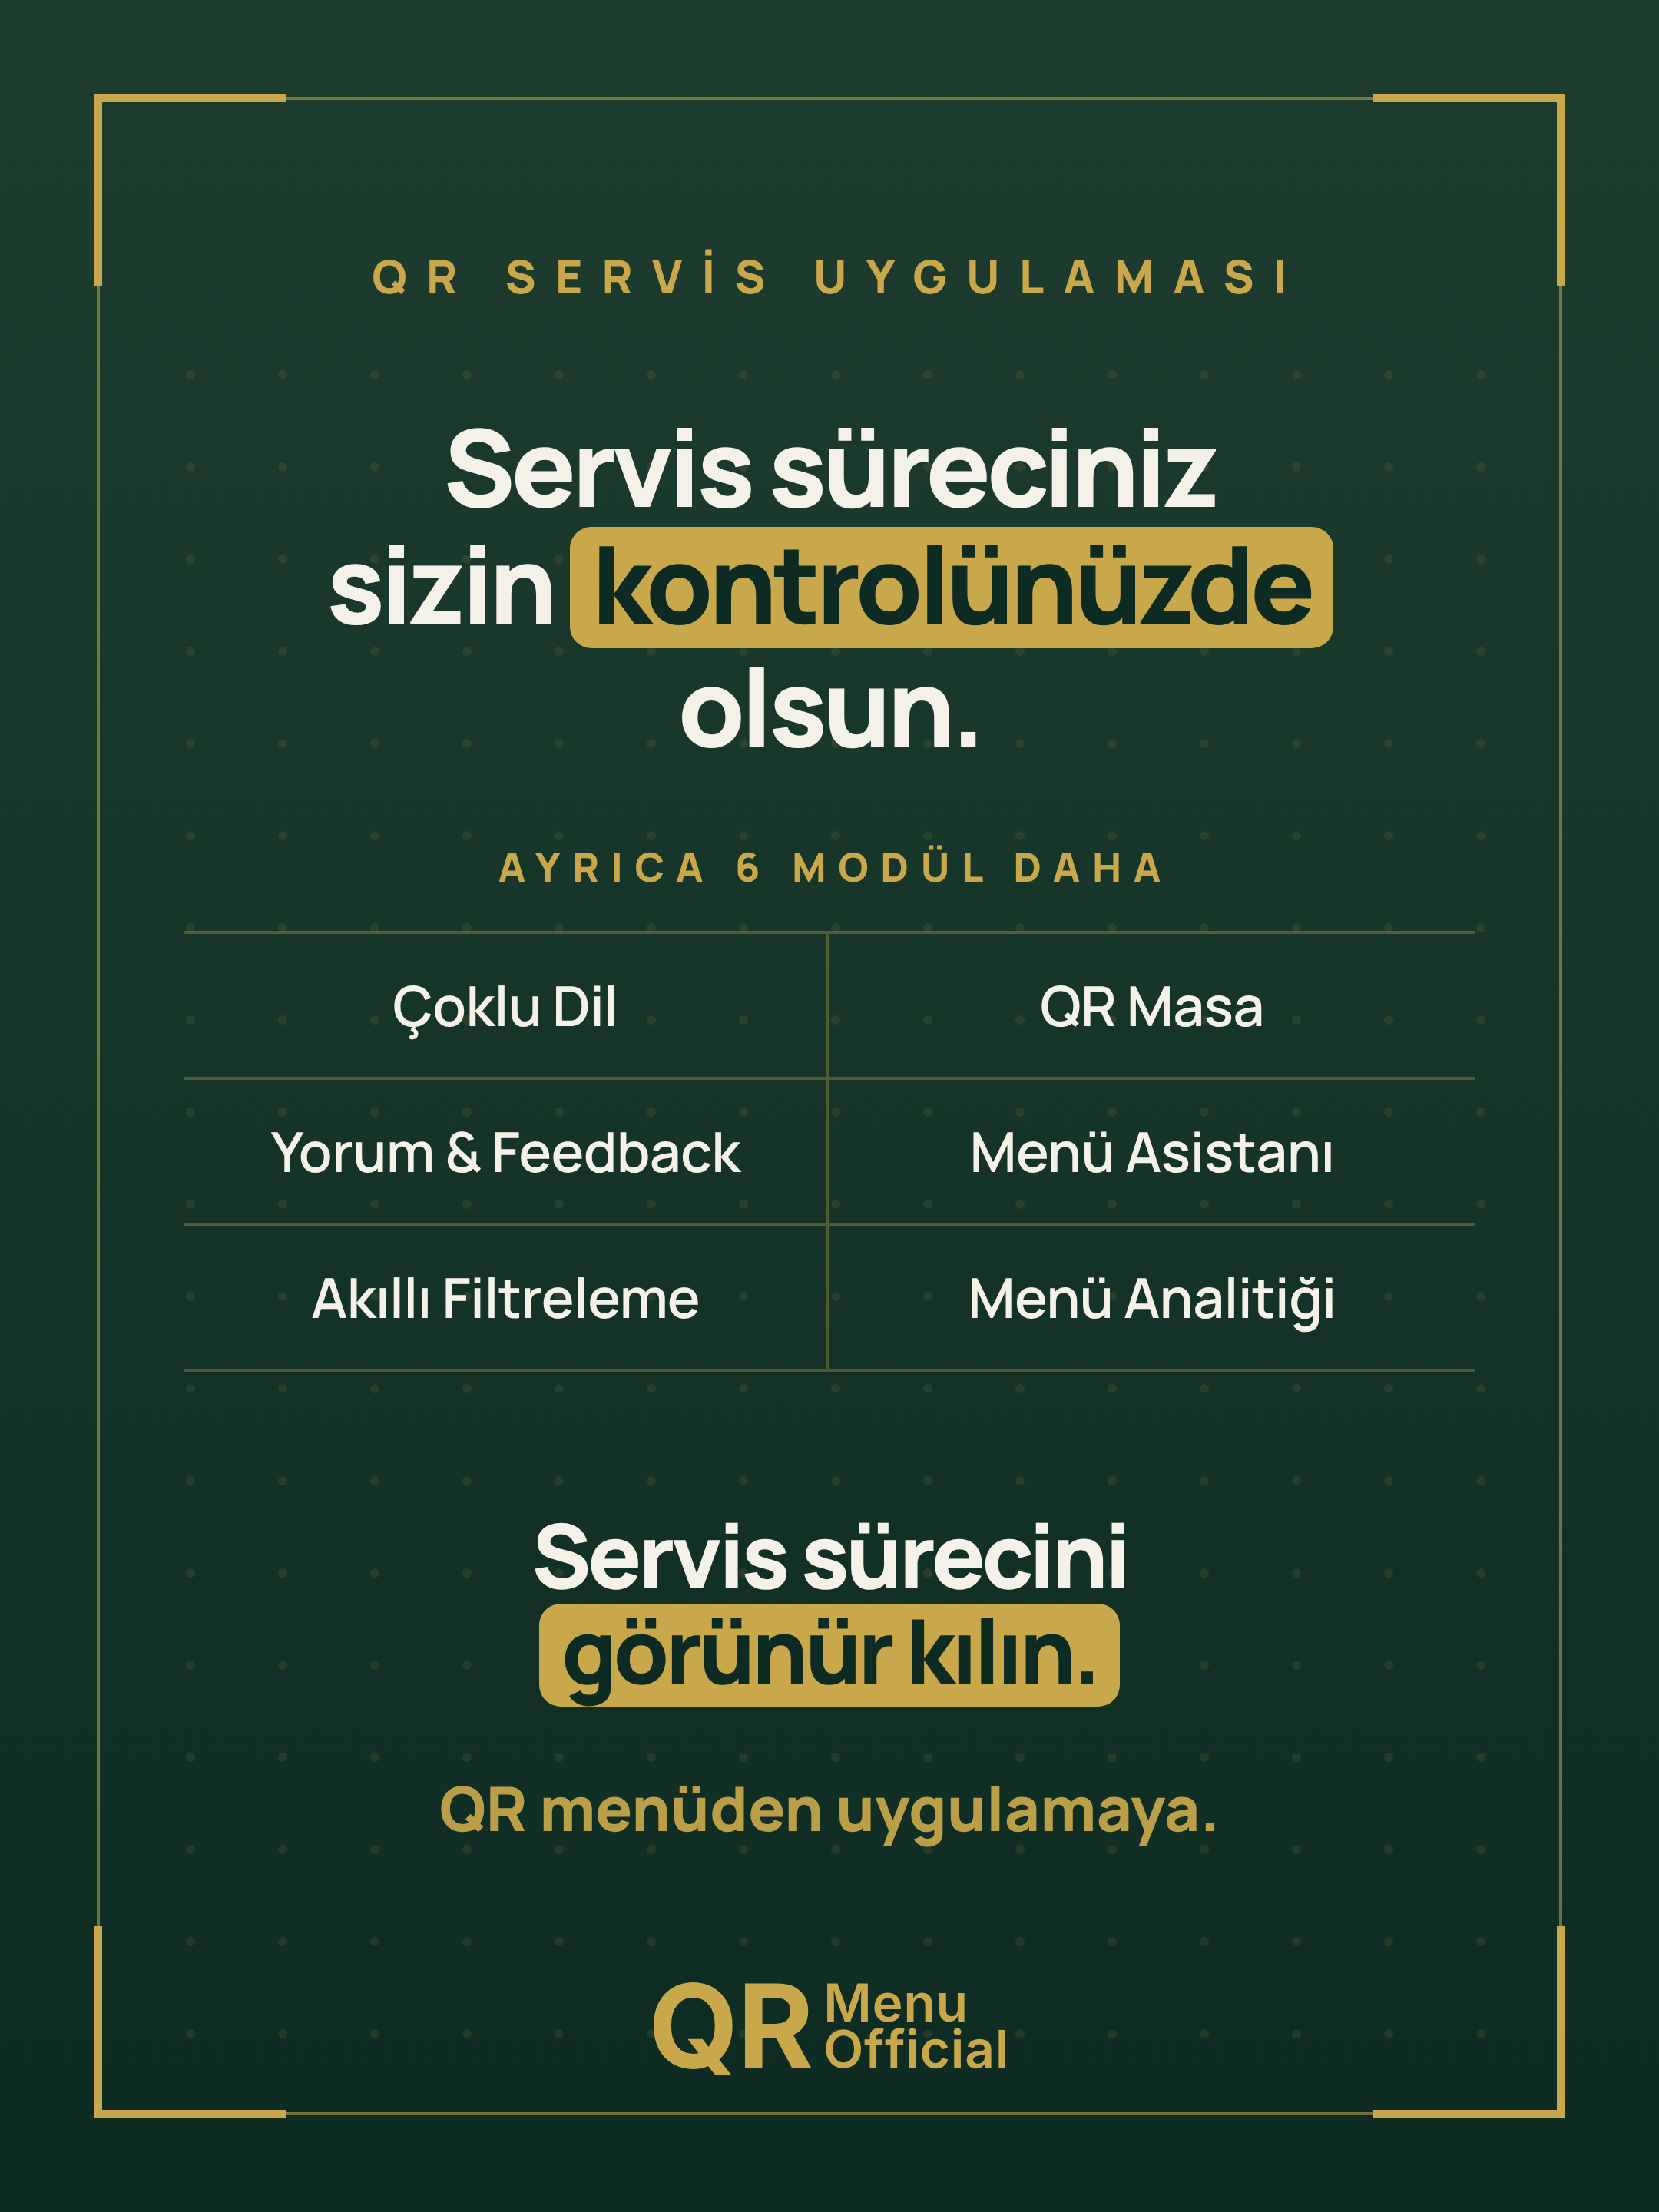 QR SERVİS UYGULAMASI
Servis süreciniz
sizin kontrolünüzde
olsun.
AYRICA 6 MODÜL DAHA
Çoklu Dil
QR Masa
Yorum & Feedback
Menü Asistanı
Akıllı Filtreleme
Menü Analitiği
Servis sürecini
görünür kılın.
QR menüden uygulamaya.
QR Menu
Official